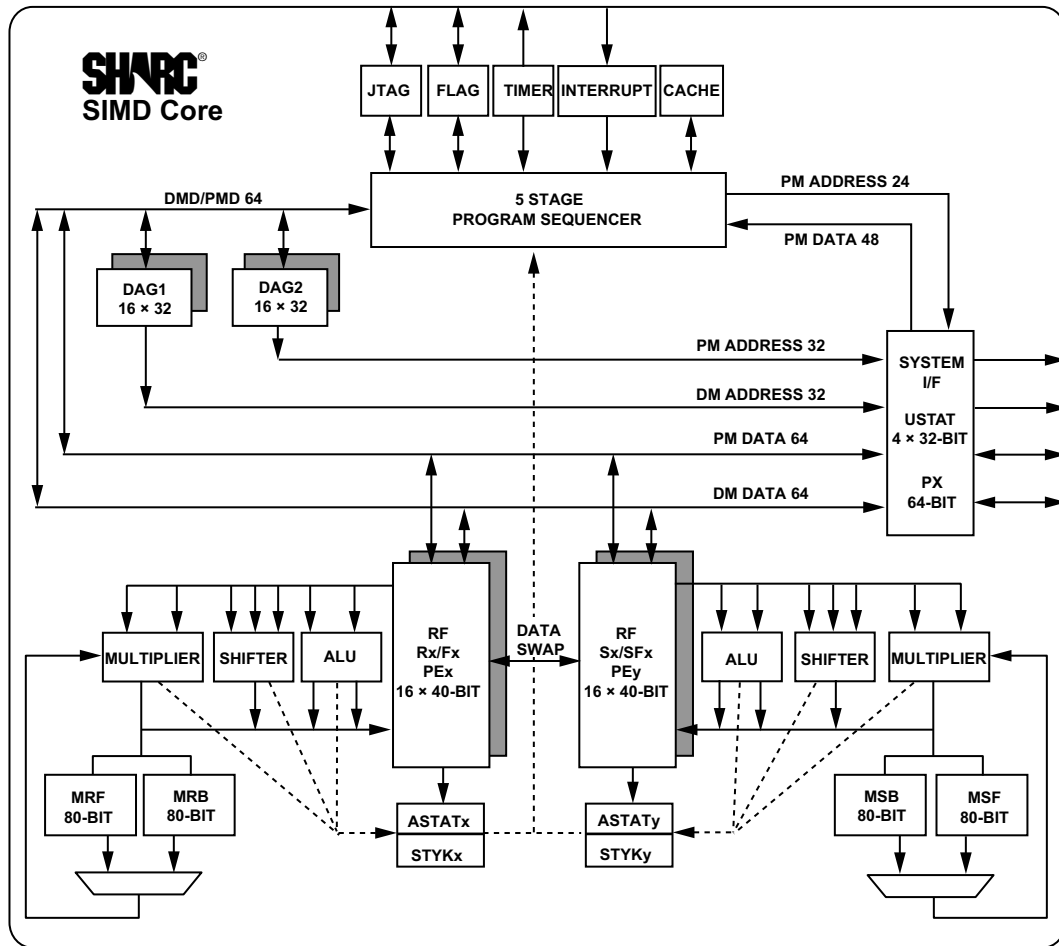 SHARC®
SIMD Core
JTAG
FLAG
TIMER
INTERRUPT
CACHE
5 STAGE
PROGRAM SEQUENCER
DMD/PMD 64
PM ADDRESS 24
PM DATA 48
DAG1
16 × 32
DAG2
16 × 32
PM ADDRESS 32
DM ADDRESS 32
PM DATA 64
DM DATA 64
SYSTEM
I/F
USTAT
4 × 32-BIT
PX
64-BIT
MULTIPLIER
SHIFTER
ALU
RF
Rx/Fx
PEx
16 × 40-BIT
DATA
SWAP
RF
Sx/SFx
PEy
16 × 40-BIT
ALU
SHIFTER
MULTIPLIER
MRF
80-BIT
MRB
80-BIT
ASTATx
STYKx
ASTATy
STYKy
MSB
80-BIT
MSF
80-BIT